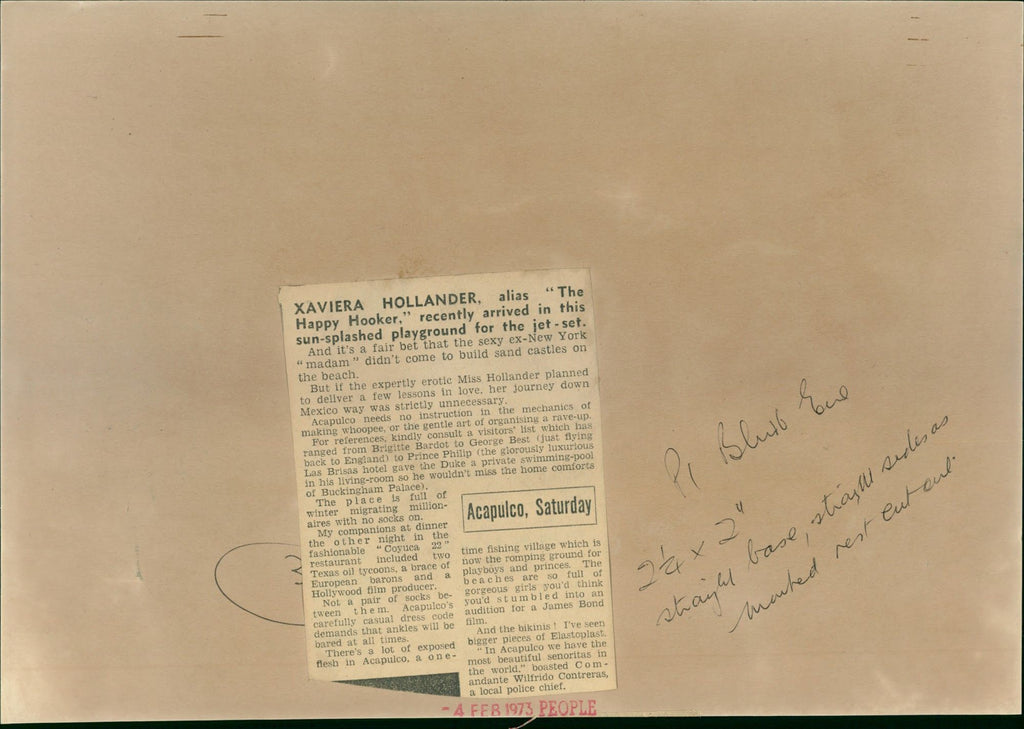 XAVIERA HOLLANDER, alias "The
Happy Hooker," recently arrived in this
sun-splashed playground for the jet-set.
And it's a fair bet that the sexy ex-New York
"madam" didn't come to build sand castles on
the beach.
But if the expertly erotic Miss Hollander planned
to deliver a few lessons in love, her journey down
Mexico way was strictly unnecessary.
Acapulco needs no instruction in the mechanics of
making whoopee, or the gentle art of organising a rave-up.
For references, kindly consult a visitors' list which has
ranged from Brigitte Bardot to George Best (just flying
back to England) to Prince Philip (the glorously luxurious
Las Brisas hotel gave the Duke a private swimming-pool
in his living-room so he wouldn't miss the home comforts
of Buckingham Palace).
The place is full of
winter migrating million-
aires with no socks on.
My companions at dinner
the other night in the
fashionable "Coyuca 22"
restaurant included two
Texas oil tycoons, a brace of
European barons and a
Hollywood film producer.
Not a pair of socks be-
tween them. Acapulco's
carefully casual dress code
demands that ankles will be
bared at all times.
There's a lot of exposed
flesh in Acapulco, a one-
Acapulco, Saturday
time fishing village which is
now the romping ground for
playboys and princes. The
beaches are so full of
gorgeous girls you'd think
you'd stumbled into an
audition for a James Bond
film.
And the bikinis! I've seen
bigger pieces of Elastoplast.
"In Acapulco we have the
most beautiful senoritas in
the world," boasted Com-
andante Wilfrido Contreras,
a local police chief.
- 4 FEB 1973 PEOPLE
2¼ x 2"
straight base, straight sides as
marked rest cut out